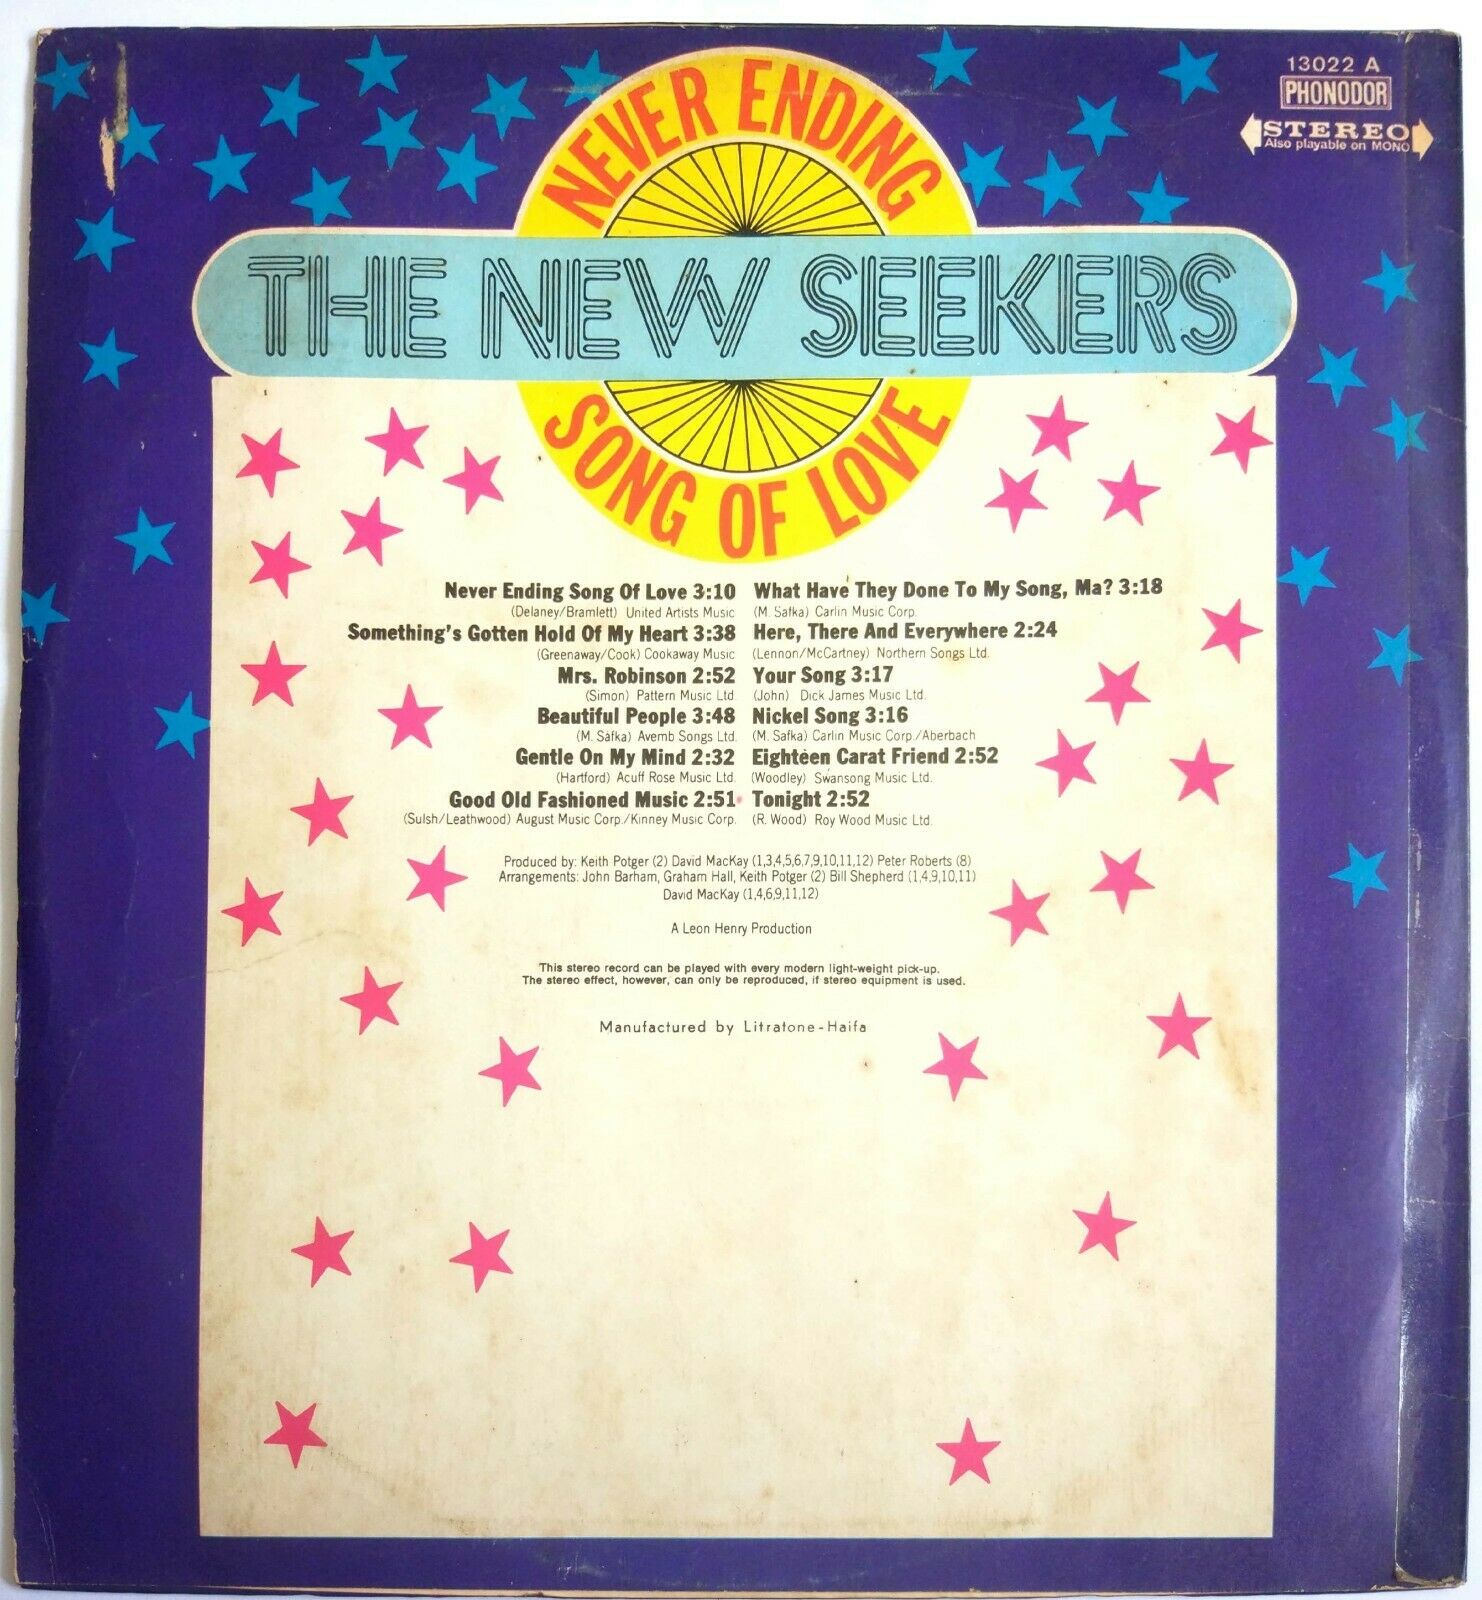 13022 A
PHONODOR
STEREO
Also playable on MONO
NEVER ENDING
THE NEW SEEKERS
SONG OF LOVE
Never Ending Song Of Love 3:10
(Delaney/Bramlett) United Artists Music
Something's Gotten Hold Of My Heart 3:38
(Greenaway/Cook) Cookaway Music
Mrs. Robinson 2:52
(Simon) Pattern Music Ltd.
Beautiful People 3:48
(M. Safka) Avemb Songs Ltd.
Gentle On My Mind 2:32
(Hartford) Acuff Rose Music Ltd.
Good Old Fashioned Music 2:51
(Sulsh/Leathwood) August Music Corp./Kinney Music Corp.
What Have They Done To My Song, Ma? 3:18
(M. Safka) Carlin Music Corp.
Here, There And Everywhere 2:24
(Lennon/McCartney) Northern Songs Ltd.
Your Song 3:17
(John) Dick James Music Ltd.
Nickel Song 3:16
(M. Safka) Carlin Music Corp./Aberbach
Eighteen Carat Friend 2:52
(Woodley) Swansong Music Ltd.
Tonight 2:52
(R. Wood) Roy Wood Music Ltd.
Produced by: Keith Potger (2) David MacKay (1,3,4,5,6,7,9,10,11,12) Peter Roberts (8)
Arrangements: John Barham, Graham Hall, Keith Potger (2) Bill Shepherd (1,4,9,10,11)
David MacKay (1,4,6,9,11,12)
A Leon Henry Production
This stereo record can be played with every modern light-weight pick-up.
The stereo effect, however, can only be reproduced, if stereo equipment is used.
Manufactured by Litratone-Haifa